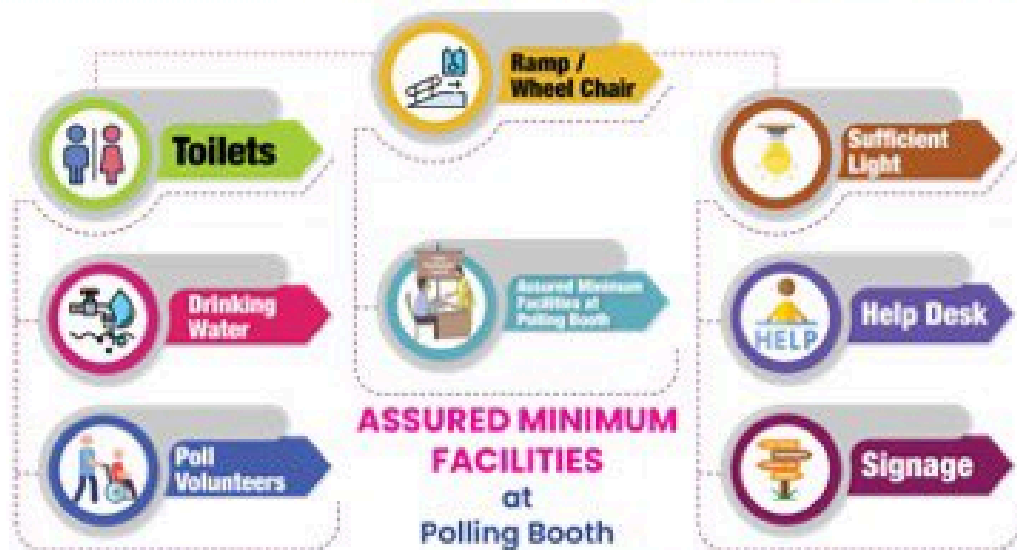 Ramp /
Wheel Chair
Toilets
Sufficient
Light
Drinking
Water
Assured Minimum
Facilities at
Polling Booth
Help Desk
HELP
Poll
Volunteers
Signage
ASSURED MINIMUM
FACILITIES
at
Polling Booth